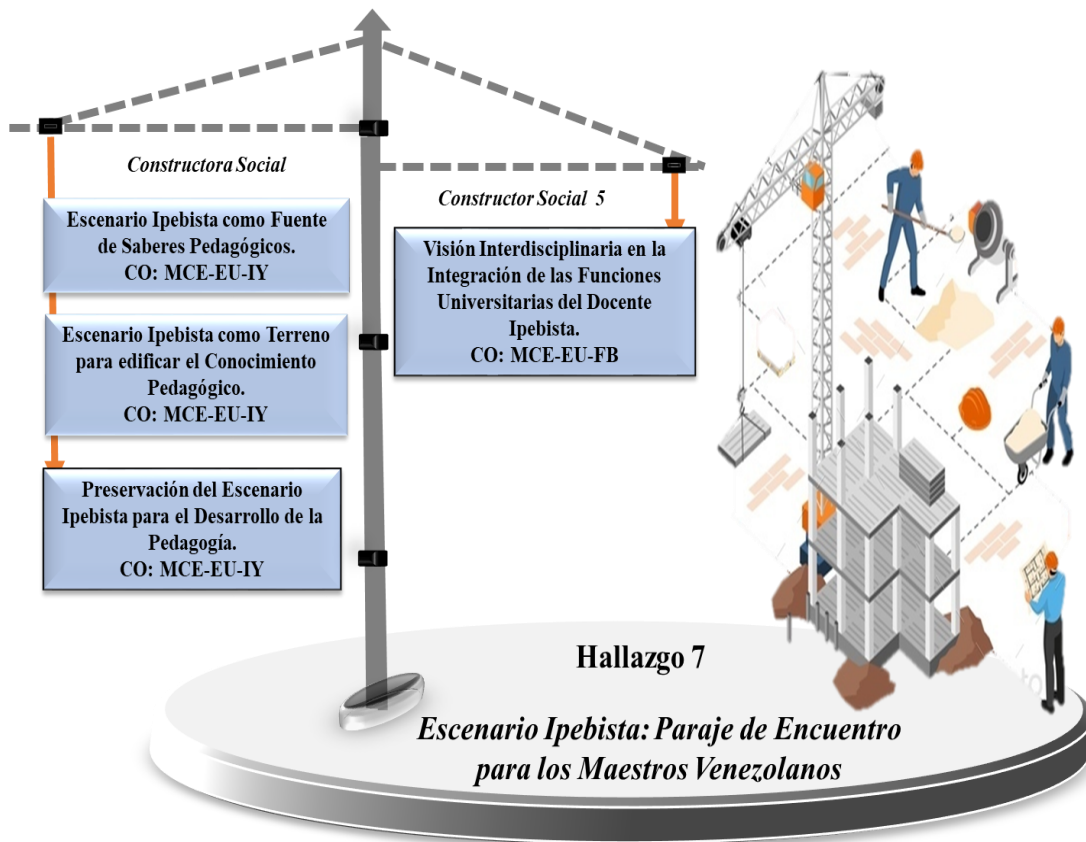 Constructora Social
Escenario Ipebista como Fuente
de Saberes Pedagógicos.
CO: MCE-EU-IY
Escenario Ipebista como Terreno
para edificar el Conocimiento
Pedagógico.
CO: MCE-EU-IY
Preservación del Escenario
Ipebista para el Desarrollo de la
Pedagogía.
CO: MCE-EU-IY
Constructor Social 5
Visión Interdisciplinaria en la
Integración de las Funciones
Universitarias del Docente
Ipebista.
CO: MCE-EU-FB
Hallazgo 7
Escenario Ipebista: Paraje de Encuentro
para los Maestros Venezolanos